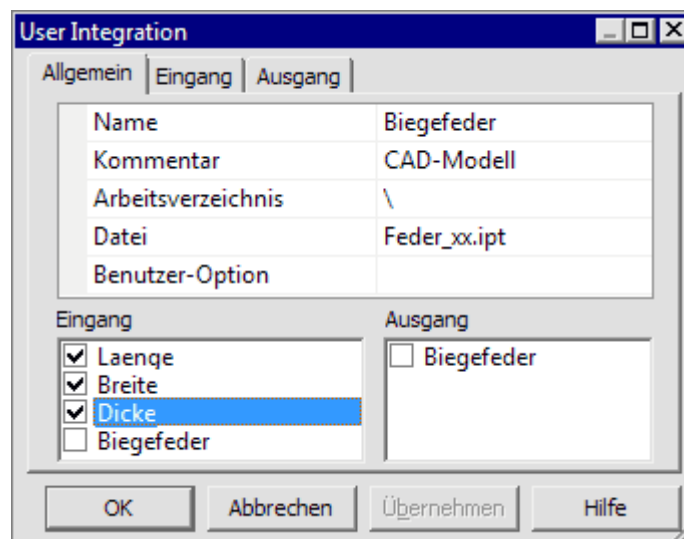 User Integration
Allgemein Eingang Ausgang
Name Biegefeder
Kommentar CAD-Modell
Arbeitsverzeichnis \
Datei Feder_xx.ipt
Benutzer-Option
Eingang Ausgang
Laenge Biegefeder
Breite
Dicke
Biegefeder
OK Abbrechen Übernehmen Hilfe